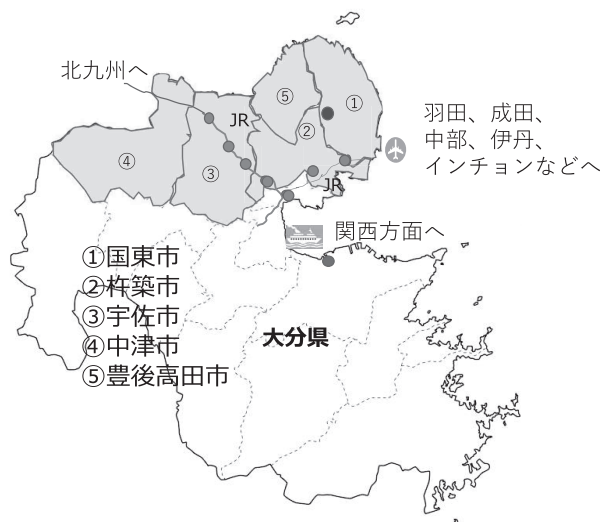 北九州へ
⑤
①
JR
②
羽田、成田、
中部、伊丹、
インチョンなどへ
④
③
JR
関西方面へ
①国東市
②杵築市
③宇佐市
④中津市
⑤豊後高田市
大分県